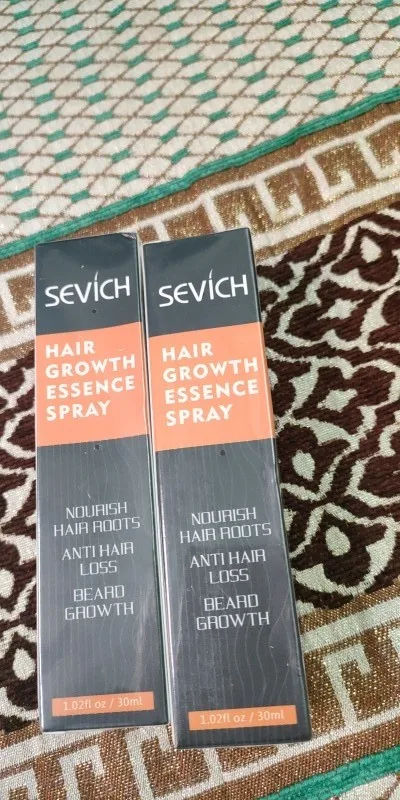 SEVICH
HAIR
GROWTH
ESSENCE
SPRAY
NOURISH
HAIR ROOTS
ANTI HAIR
LOSS
BEARD
GROWTH
1.02fl oz / 30ml
SEVICH
HAIR
GROWTH
ESSENCE
SPRAY
NOURISH
HAIR ROOTS
ANTI HAIR
LOSS
BEARD
GROWTH
1.02fl oz / 30ml